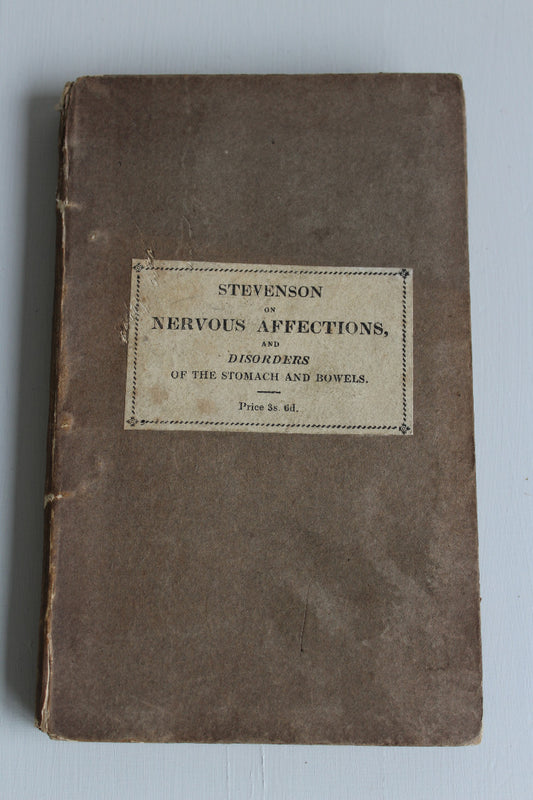 STEVENSON
ON
NERVOUS AFFECTIONS,
AND
DISORDERS
OF THE STOMACH AND BOWELS.
Price 3s. 6d.